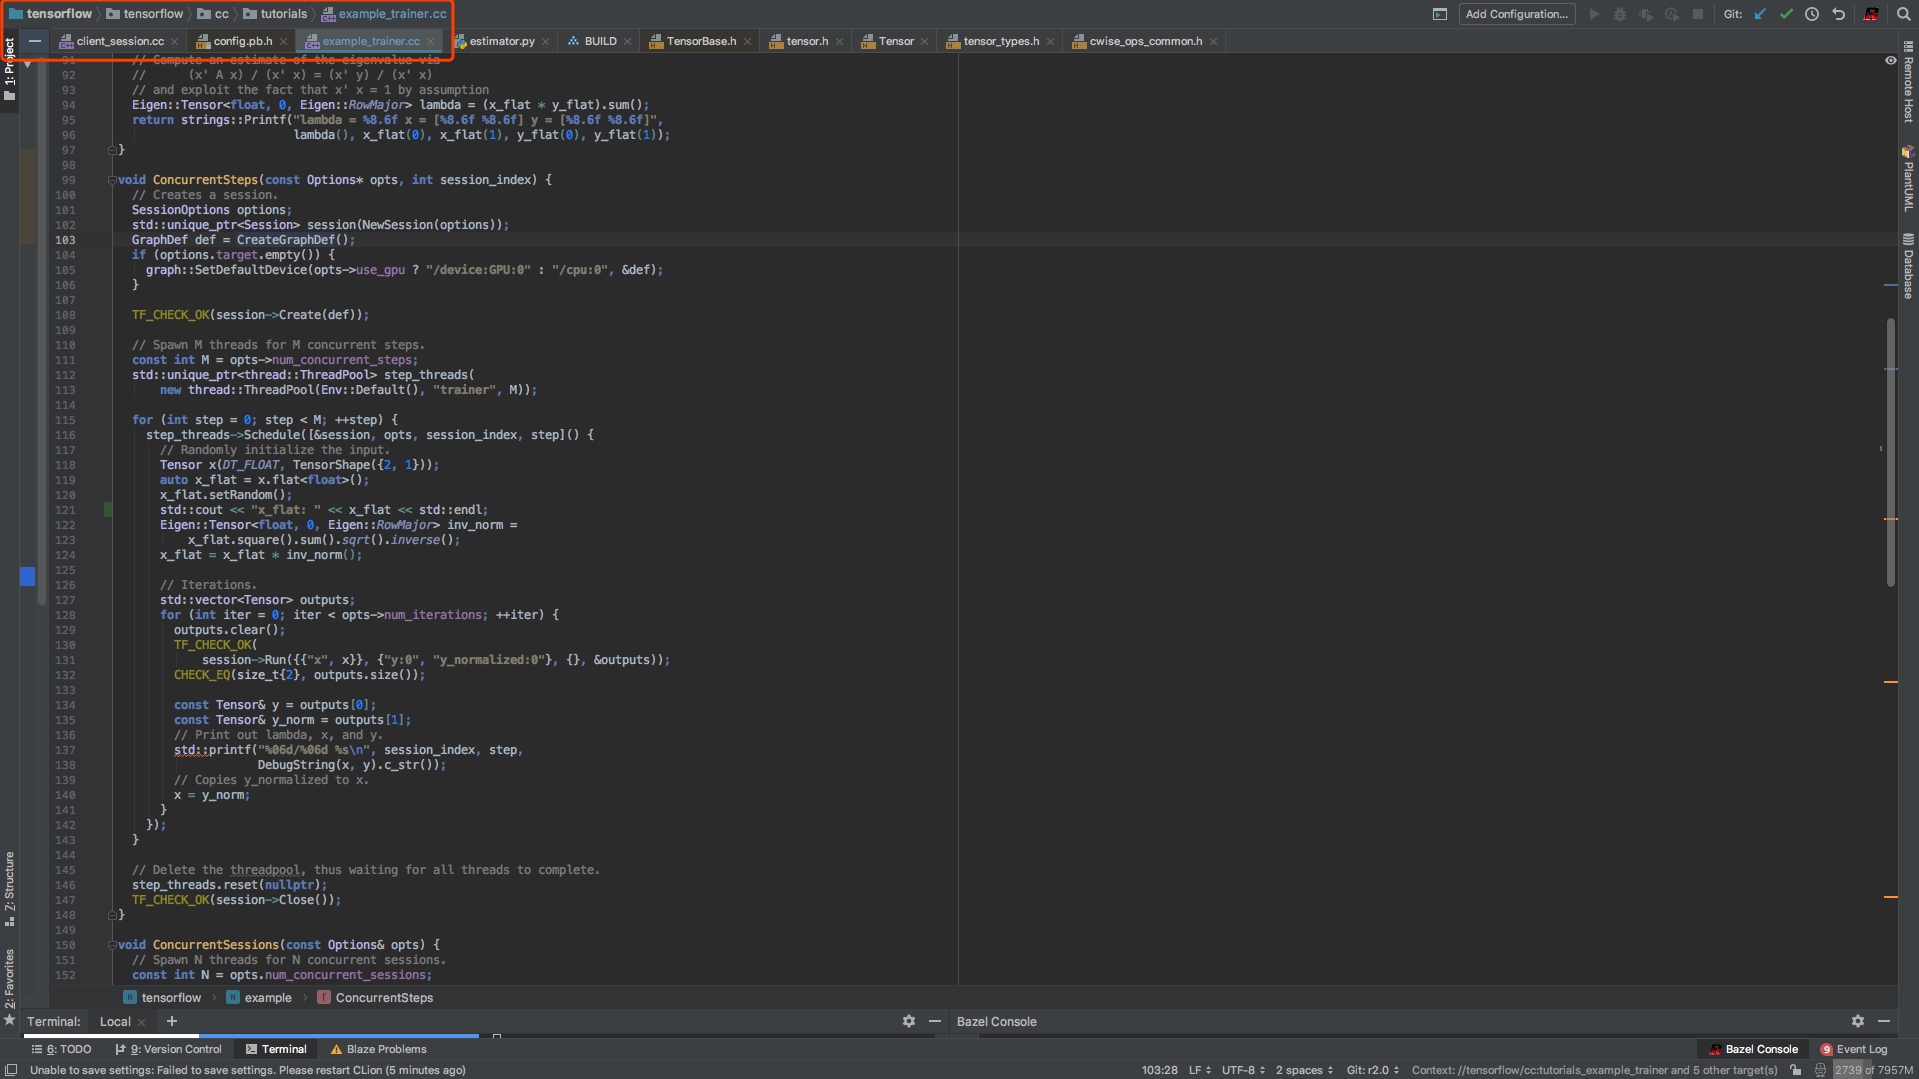 tensorflow tensorflow cc tutorials example_trainer.cc Add Configuration... Git:
client_session.cc config.pb.h example_trainer.cc estimator.py BUILD TensorBase.h tensor.h Tensor tensor_types.h cwise_ops_common.h
1: Project
Remote Host
PlantUML
Database
91 // Compute an estimate of the eigenvalue via
92 // (x' A x) / (x' x) = (x' y) / (x' x)
93 // and exploit the fact that x' x = 1 by assumption
94 Eigen::Tensor<float, 0, Eigen::RowMajor> lambda = (x_flat * y_flat).sum();
95 return strings::Printf("lambda = %8.6f x = [%8.6f %8.6f] y = [%8.6f %8.6f]",
96 lambda(), x_flat(0), x_flat(1), y_flat(0), y_flat(1));
97 }
98
99 void ConcurrentSteps(const Options* opts, int session_index) {
100 // Creates a session.
101 SessionOptions options;
102 std::unique_ptr<Session> session(NewSession(options));
103 GraphDef def = CreateGraphDef();
104 if (options.target.empty()) {
105 graph::SetDefaultDevice(opts->use_gpu ? "/device:GPU:0" : "/cpu:0", &def);
106 }
107
108 TF_CHECK_OK(session->Create(def));
109
110 // Spawn M threads for M concurrent steps.
111 const int M = opts->num_concurrent_steps;
112 std::unique_ptr<thread::ThreadPool> step_threads(
113 new thread::ThreadPool(Env::Default(), "trainer", M));
114
115 for (int step = 0; step < M; ++step) {
116 step_threads->Schedule([&session, opts, session_index, step]() {
117 // Randomly initialize the input.
118 Tensor x(DT_FLOAT, TensorShape({2, 1}));
119 auto x_flat = x.flat<float>();
120 x_flat.setRandom();
121 std::cout << "x_flat: " << x_flat << std::endl;
122 Eigen::Tensor<float, 0, Eigen::RowMajor> inv_norm =
123 x_flat.square().sum().sqrt().inverse();
124 x_flat = x_flat * inv_norm();
125
126 // Iterations.
127 std::vector<Tensor> outputs;
128 for (int iter = 0; iter < opts->num_iterations; ++iter) {
129 outputs.clear();
130 TF_CHECK_OK(
131 session->Run({{"x", x}}, {"y:0", "y_normalized:0"}, {}, &outputs));
132 CHECK_EQ(size_t{2}, outputs.size());
133
134 const Tensor& y = outputs[0];
135 const Tensor& y_norm = outputs[1];
136 // Print out lambda, x, and y.
137 std::printf("%06d/%06d %s\n", session_index, step,
138 DebugString(x, y).c_str());
139 // Copies y_normalized to x.
140 x = y_norm;
141 }
142 });
143 }
144
145 // Delete the threadpool, thus waiting for all threads to complete.
146 step_threads.reset(nullptr);
147 TF_CHECK_OK(session->Close());
148 }
149
150 void ConcurrentSessions(const Options& opts) {
151 // Spawn N threads for N concurrent sessions.
152 const int N = opts.num_concurrent_sessions;
7: Structure
2: Favorites
tensorflow example ConcurrentSteps
Terminal: Local + Bazel Console
6: TODO 9: Version Control Terminal Blaze Problems Bazel Console 9 Event Log
Unable to save settings: Failed to save settings. Please restart CLion (5 minutes ago) 103:28 LF UTF-8 2 spaces Git: r2.0 Context: //tensorflow/cc:tutorials_example_trainer and 5 other target(s) 2739 of 7957M